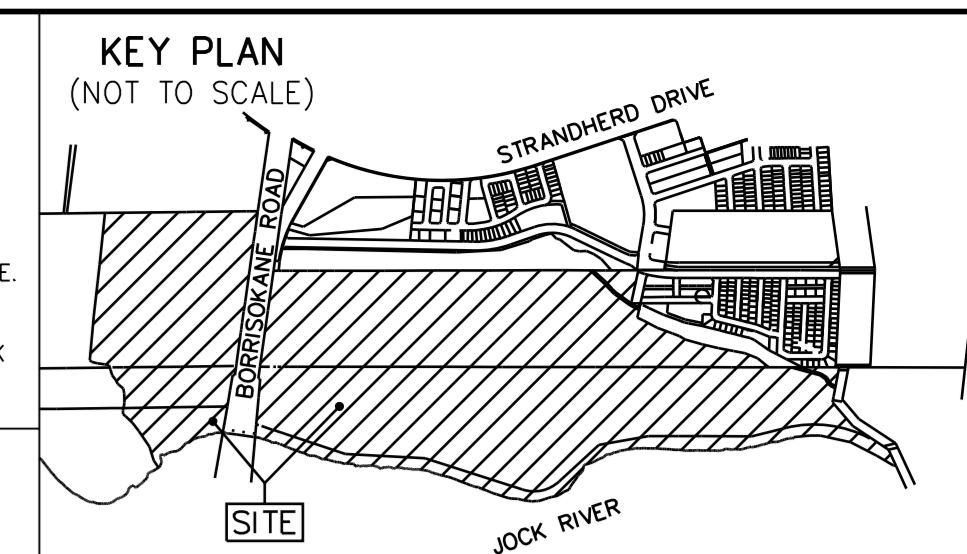 KEY PLAN
(NOT TO SCALE)
STRANDHERD DRIVE
BORRISOKANE ROAD
E.
K
SITE
JOCK RIVER